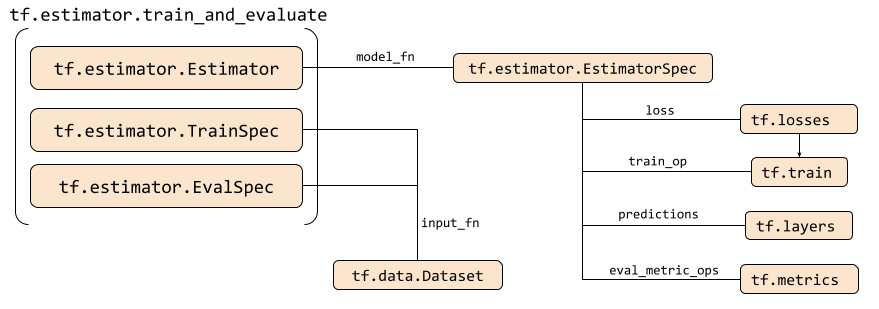 tf.estimator.train_and_evaluate
tf.estimator.Estimator
model_fn
tf.estimator.EstimatorSpec
tf.estimator.TrainSpec
tf.estimator.EvalSpec
input_fn
tf.data.Dataset
loss
tf.losses
train_op
tf.train
predictions
tf.layers
eval_metric_ops
tf.metrics